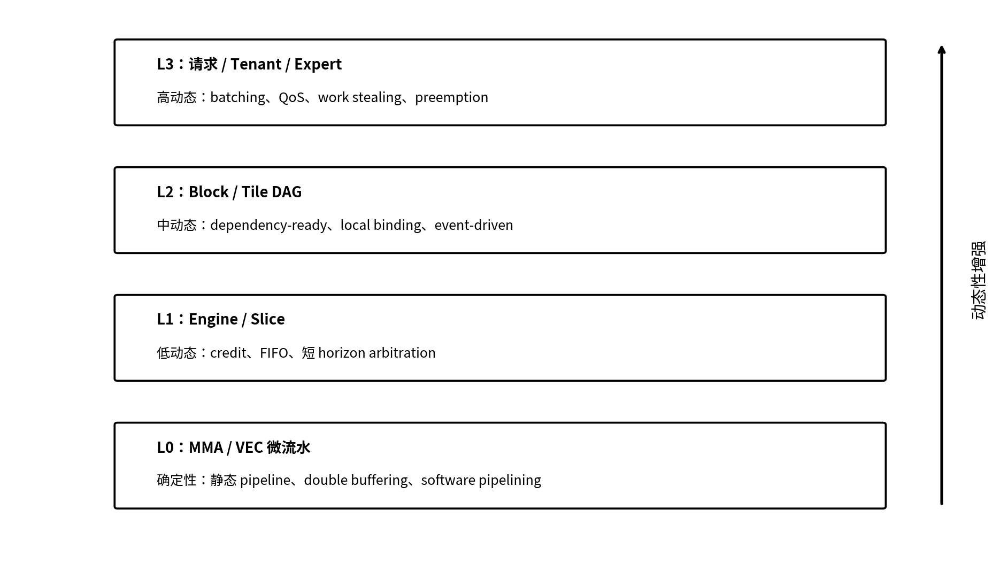 L3：请求 / Tenant / Expert
高动态：batching、QoS、work stealing、preemption
L2：Block / Tile DAG
中动态：dependency-ready、local binding、event-driven
L1：Engine / Slice
低动态：credit、FIFO、短 horizon arbitration
L0：MMA / VEC 微流水
确定性：静态 pipeline、double buffering、software pipelining
动态性增强